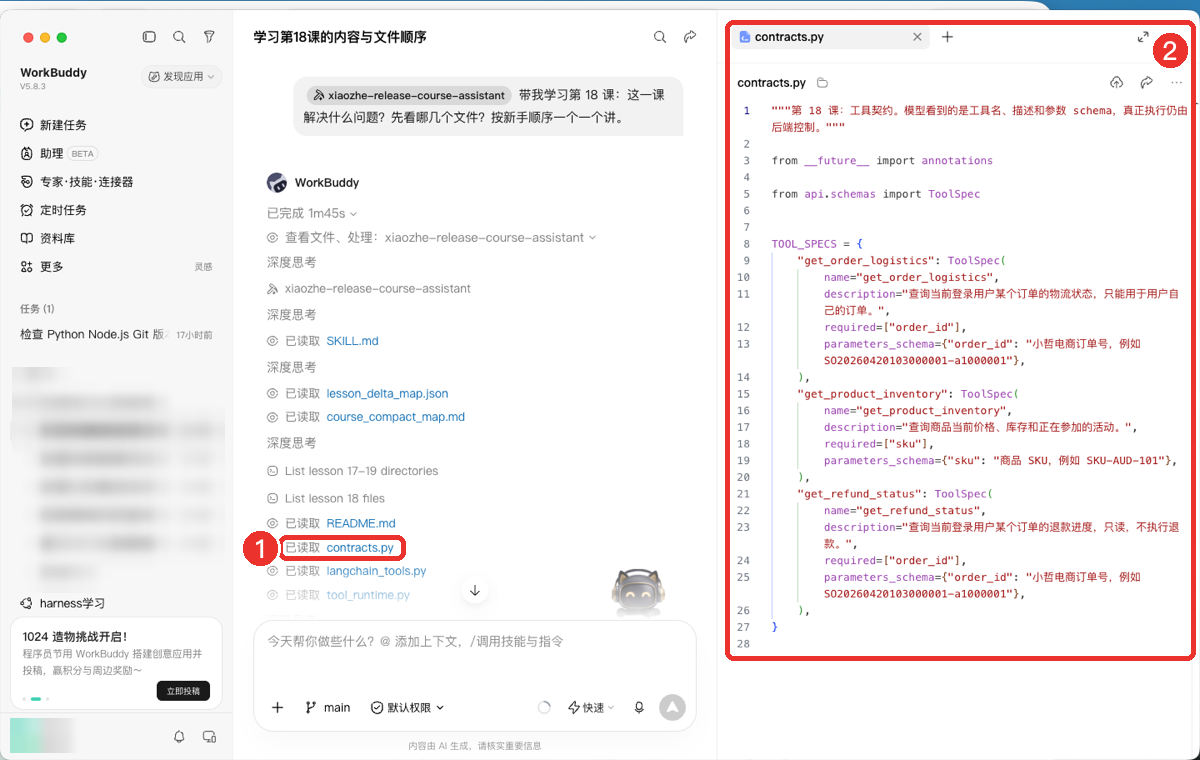 WorkBuddy
V5.8.3
发现应用
新建任务
助理 BETA
专家·技能·连接器
定时任务
资料库
更多
灵感
任务 (1)
检查 Python Node.js Git 版
17小时前
harness学习
1024 造物挑战开启！
程序员节用 WorkBuddy 搭建创意应用并
投稿，赢积分与周边奖励～
立即投稿
学习第18课的内容与文件顺序
xiaozhe-release-course-assistant 带我学习第 18 课：这一课
解决什么问题？先看哪几个文件？按新手顺序一个一个讲。
WorkBuddy
已完成 1m45s
查看文件、处理：xiaozhe-release-course-assistant
深度思考
xiaozhe-release-course-assistant
深度思考
已读取 SKILL.md
深度思考
已读取 lesson_delta_map.json
已读取 course_compact_map.md
深度思考
List lesson 17-19 directories
List lesson 18 files
已读取 README.md
1
已读取 contracts.py
已读取 langchain_tools.py
已读取 tool_runtime.py
今天帮你做些什么？@ 添加上下文，/调用技能与指令
main
默认权限
快速
内容由 AI 生成，请核实重要信息
contracts.py
2
contracts.py
1 """第 18 课：工具契约。模型看到的是工具名、描述和参数 schema，真正执行仍由
后端控制。"""
2
3 from __future__ import annotations
4
5 from api.schemas import ToolSpec
6
7
8 TOOL_SPECS = {
9 "get_order_logistics": ToolSpec(
10 name="get_order_logistics",
11 description="查询当前登录用户某个订单的物流状态，只能用于用户自
己的订单。",
12 required=["order_id"],
13 parameters_schema={"order_id": "小哲电商订单号，例如
SO20260420103000001-a1000001"},
14 ),
15 "get_product_inventory": ToolSpec(
16 name="get_product_inventory",
17 description="查询商品当前价格、库存和正在参加的活动。",
18 required=["sku"],
19 parameters_schema={"sku": "商品 SKU，例如 SKU-AUD-101"},
20 ),
21 "get_refund_status": ToolSpec(
22 name="get_refund_status",
23 description="查询当前登录用户某个订单的退款进度，只读，不执行退
款。",
24 required=["order_id"],
25 parameters_schema={"order_id": "小哲电商订单号，例如
SO20260420103000001-a1000001"},
26 ),
27 }
28